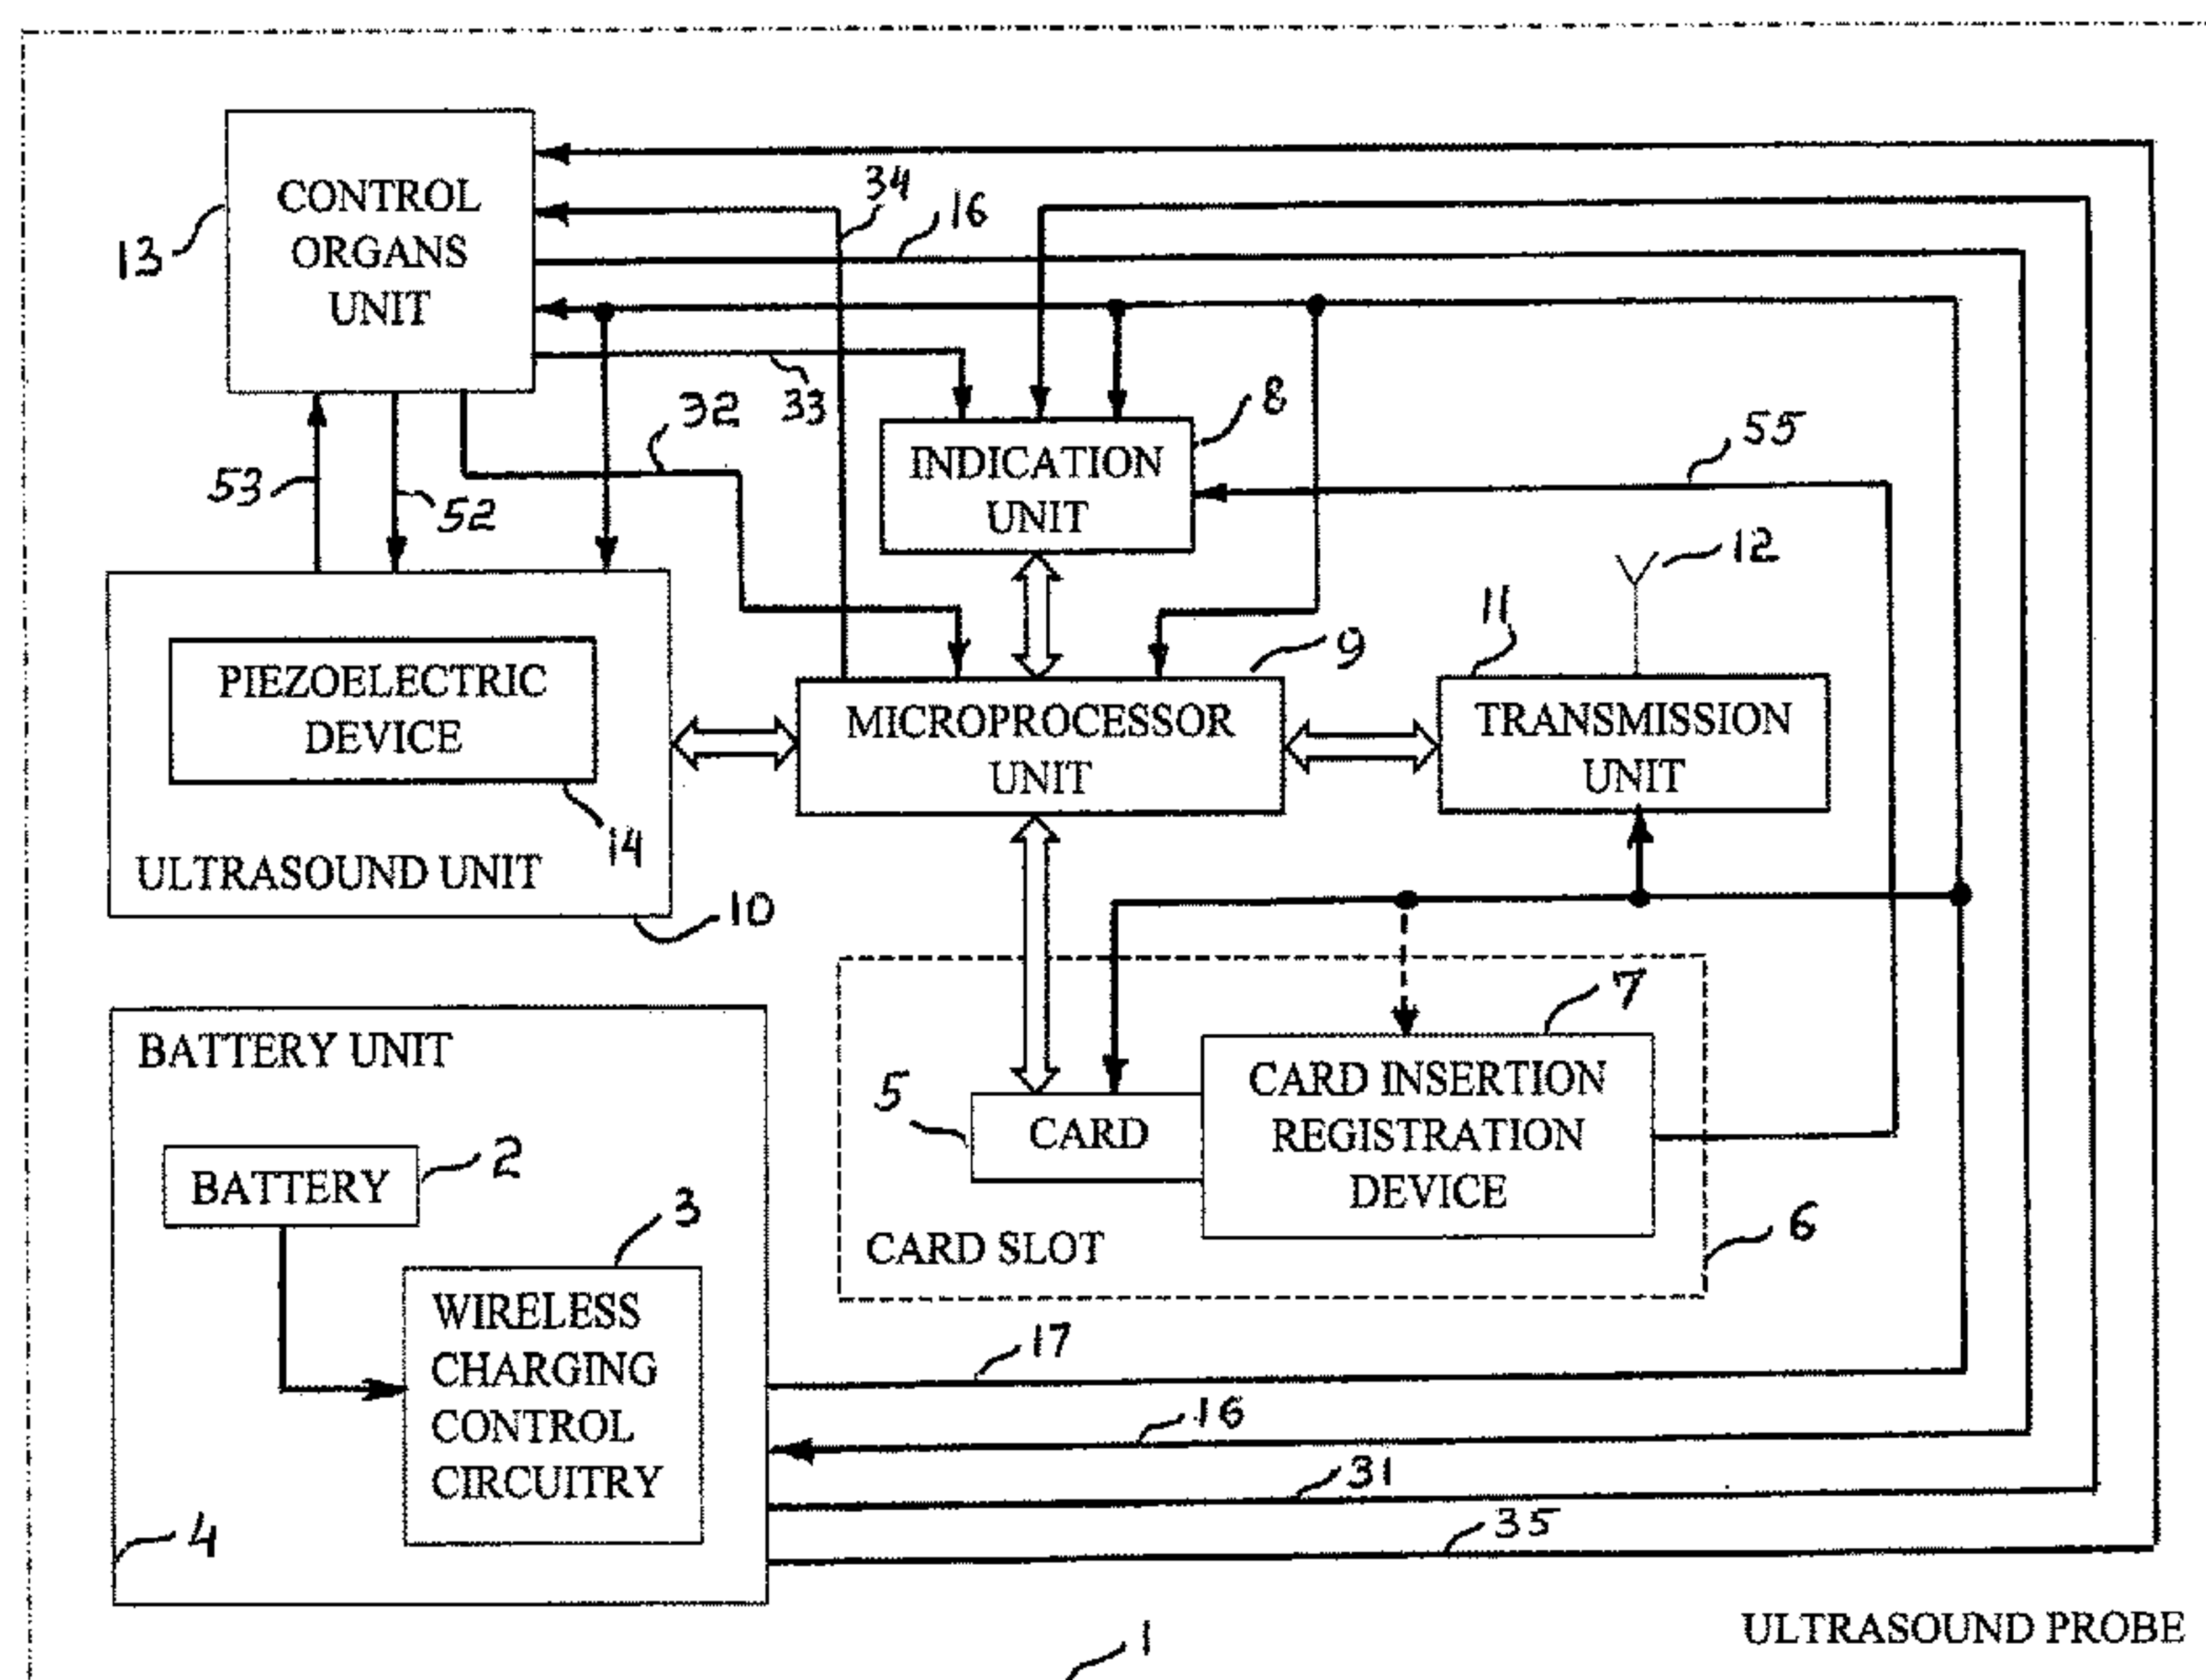 CONTROL
ORGANS
UNIT
13
34
16
33
32
53
52
INDICATION
UNIT
8
55
12
11
9
PIEZOELECTRIC
DEVICE
14
ULTRASOUND UNIT
10
MICROPROCESSOR
UNIT
TRANSMISSION
UNIT
7
5
CARD
CARD INSERTION
REGISTRATION
DEVICE
CARD SLOT
6
BATTERY UNIT
BATTERY
2
3
WIRELESS
CHARGING
CONTROL
CIRCUITRY
4
17
16
31
35
1
ULTRASOUND PROBE